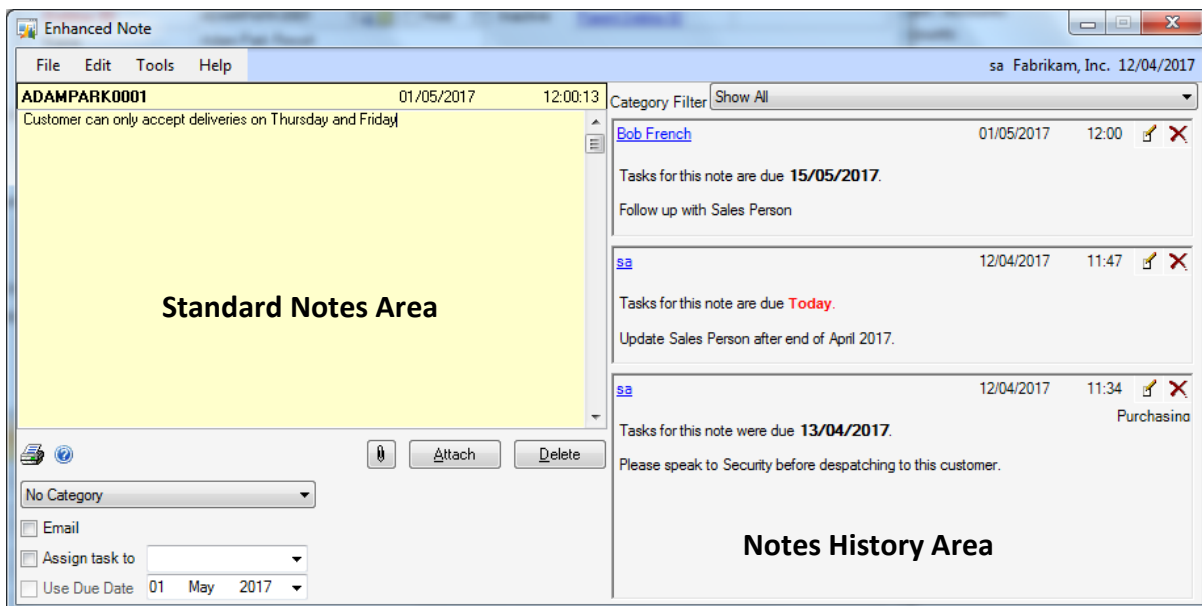 Enhanced Note
File Edit Tools Help
sa Fabrikam, Inc. 12/04/2017
ADAMPARK0001 01/05/2017 12:00:13
Customer can only accept deliveries on Thursday and Friday
Standard Notes Area
Attach Delete
No Category
Email
Assign task to
Use Due Date 01 May 2017
Category Filter Show All
Bob French 01/05/2017 12:00
Tasks for this note are due 15/05/2017.
Follow up with Sales Person
sa 12/04/2017 11:47
Tasks for this note are due Today.
Update Sales Person after end of April 2017.
sa 12/04/2017 11:34
Purchasing
Tasks for this note were due 13/04/2017.
Please speak to Security before despatching to this customer.
Notes History Area